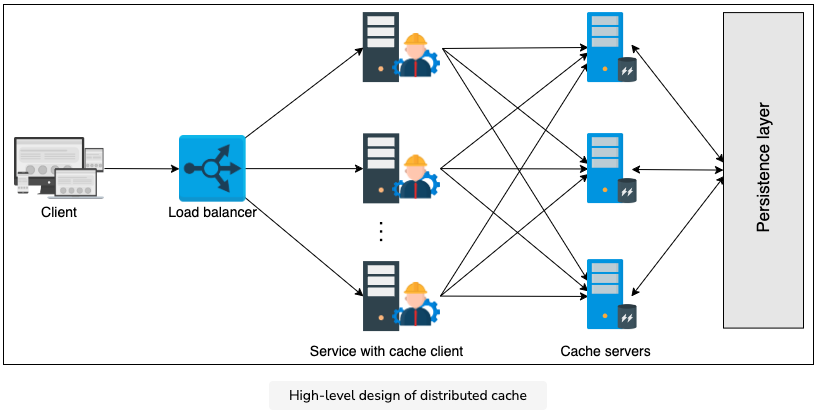 Client
Load balancer
Service with cache client
Cache servers
Persistence layer
High-level design of distributed cache